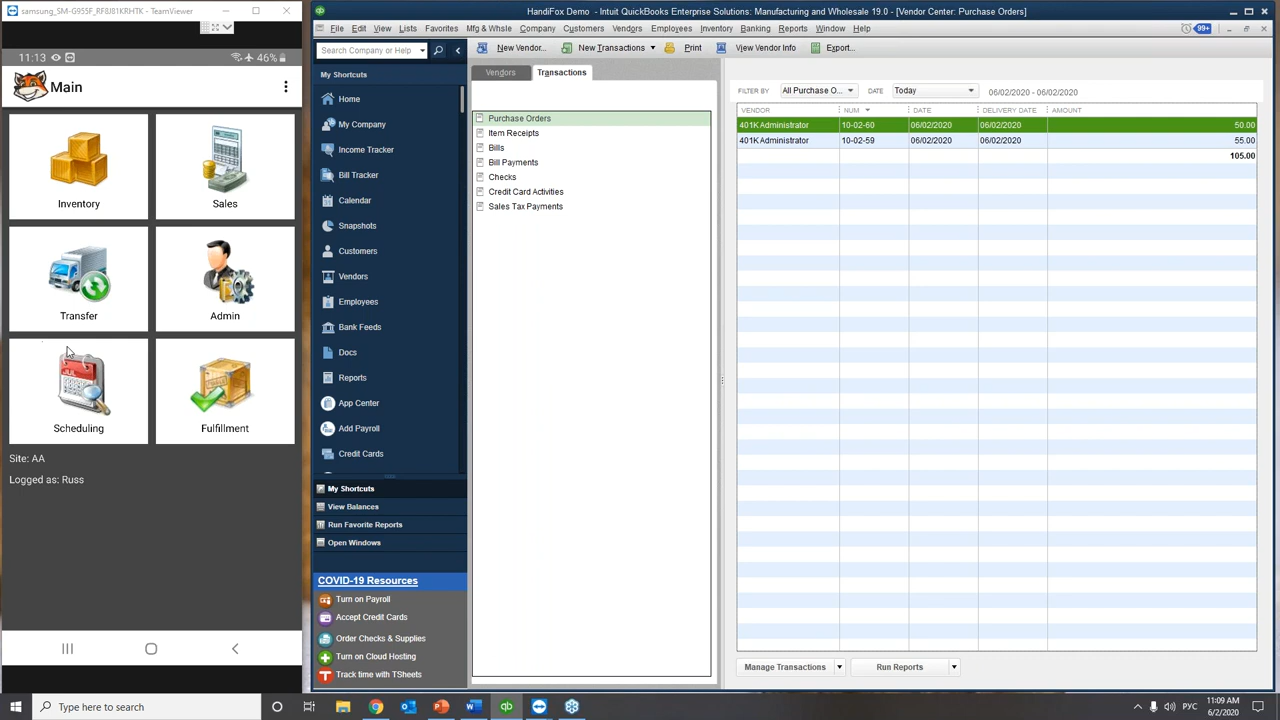 samsung_SM-G955F_RF8J81KRHTK - TeamViewer
11:13
46%
Main
Inventory
Sales
Transfer
Admin
Scheduling
Fulfillment
Site: AA
Logged as: Russ
HandiFox Demo - Intuit QuickBooks Enterprise Solutions - Manufacturing and Wholesale 19.0 - [Vendor Center: Purchase Orders]
File Edit View Lists Favorites Mfg & Whole Company Customers Vendors Employees Inventory Banking Reports Window Help
99+
Search Company or Help
New Vendor... New Transactions Print View Vendor Info Export...
My Shortcuts
Home
My Company
Income Tracker
Bill Tracker
Calendar
Snapshots
Customers
Vendors
Employees
Bank Feeds
Docs
Reports
App Center
Add Payroll
Credit Cards
My Shortcuts
View Balances
Run Favorite Reports
Open Windows
COVID-19 Resources
Turn on Payroll
Accept Credit Cards
Order Checks & Supplies
Turn on Cloud Hosting
Track time with TSheets
Vendors Transactions
Purchase Orders
Item Receipts
Bills
Bill Payments
Checks
Credit Card Activities
Sales Tax Payments
FILTER BY All Purchase O... DATE Today 06/02/2020 - 06/02/2020
VENDOR NUM DATE DELIVERY DATE AMOUNT
401K Administrator 10-02-60 06/02/2020 06/02/2020 50.00
401K Administrator 10-02-59 06/02/2020 06/02/2020 55.00
105.00
Manage Transactions Run Reports
Type here to search
РУС
11:09 AM
6/2/2020